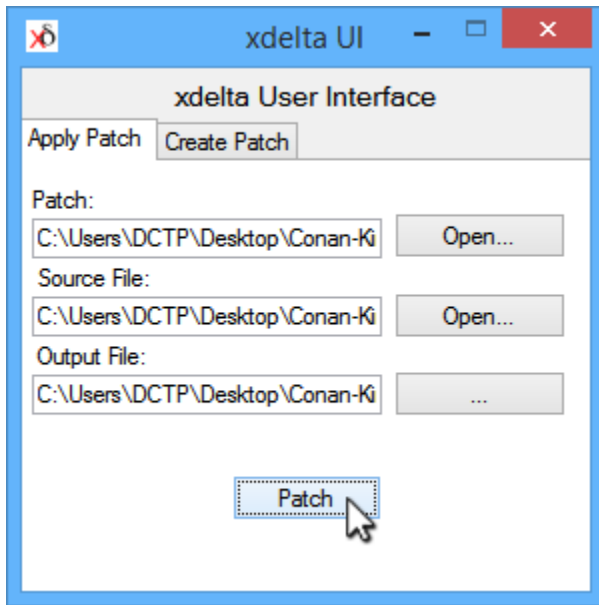 xδ xdelta UI
xdelta User Interface
Apply Patch Create Patch
Patch:
C:\Users\DCTP\Desktop\Conan-Ki Open...
Source File:
C:\Users\DCTP\Desktop\Conan-Ki Open...
Output File:
C:\Users\DCTP\Desktop\Conan-Ki ...
Patch